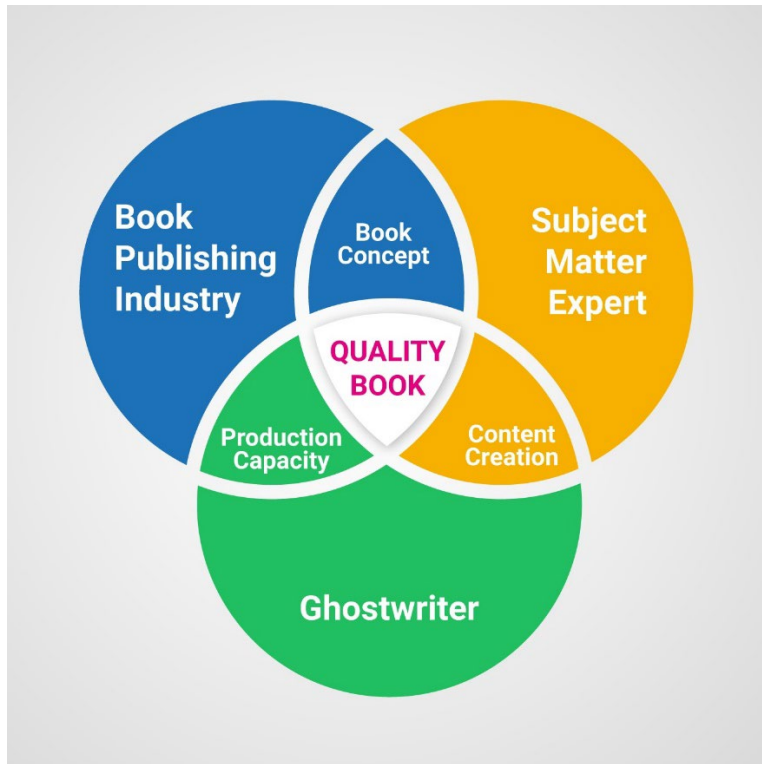 Book
Publishing
Industry
Book
Concept
Subject
Matter
Expert
QUALITY
BOOK
Production
Capacity
Content
Creation
Ghostwriter